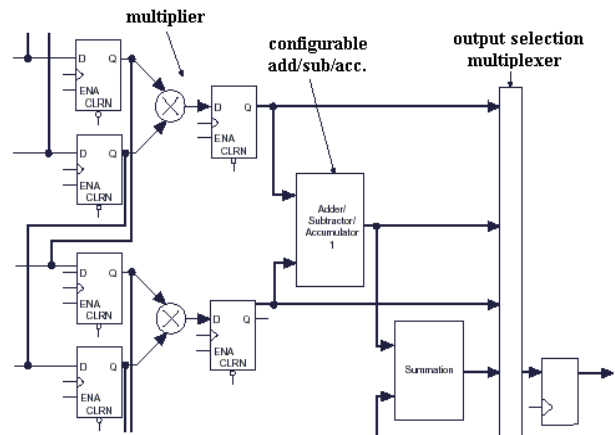 multiplier
configurable
add/sub/acc.
output selection
multiplexer
D Q
ENA
CLRN
D Q
ENA
CLRN
D Q
ENA
CLRN
Adder/
Subtractor/
Accumulator
1
D Q
ENA
CLRN
D Q
ENA
CLRN
D Q
ENA
CLRN
Summation